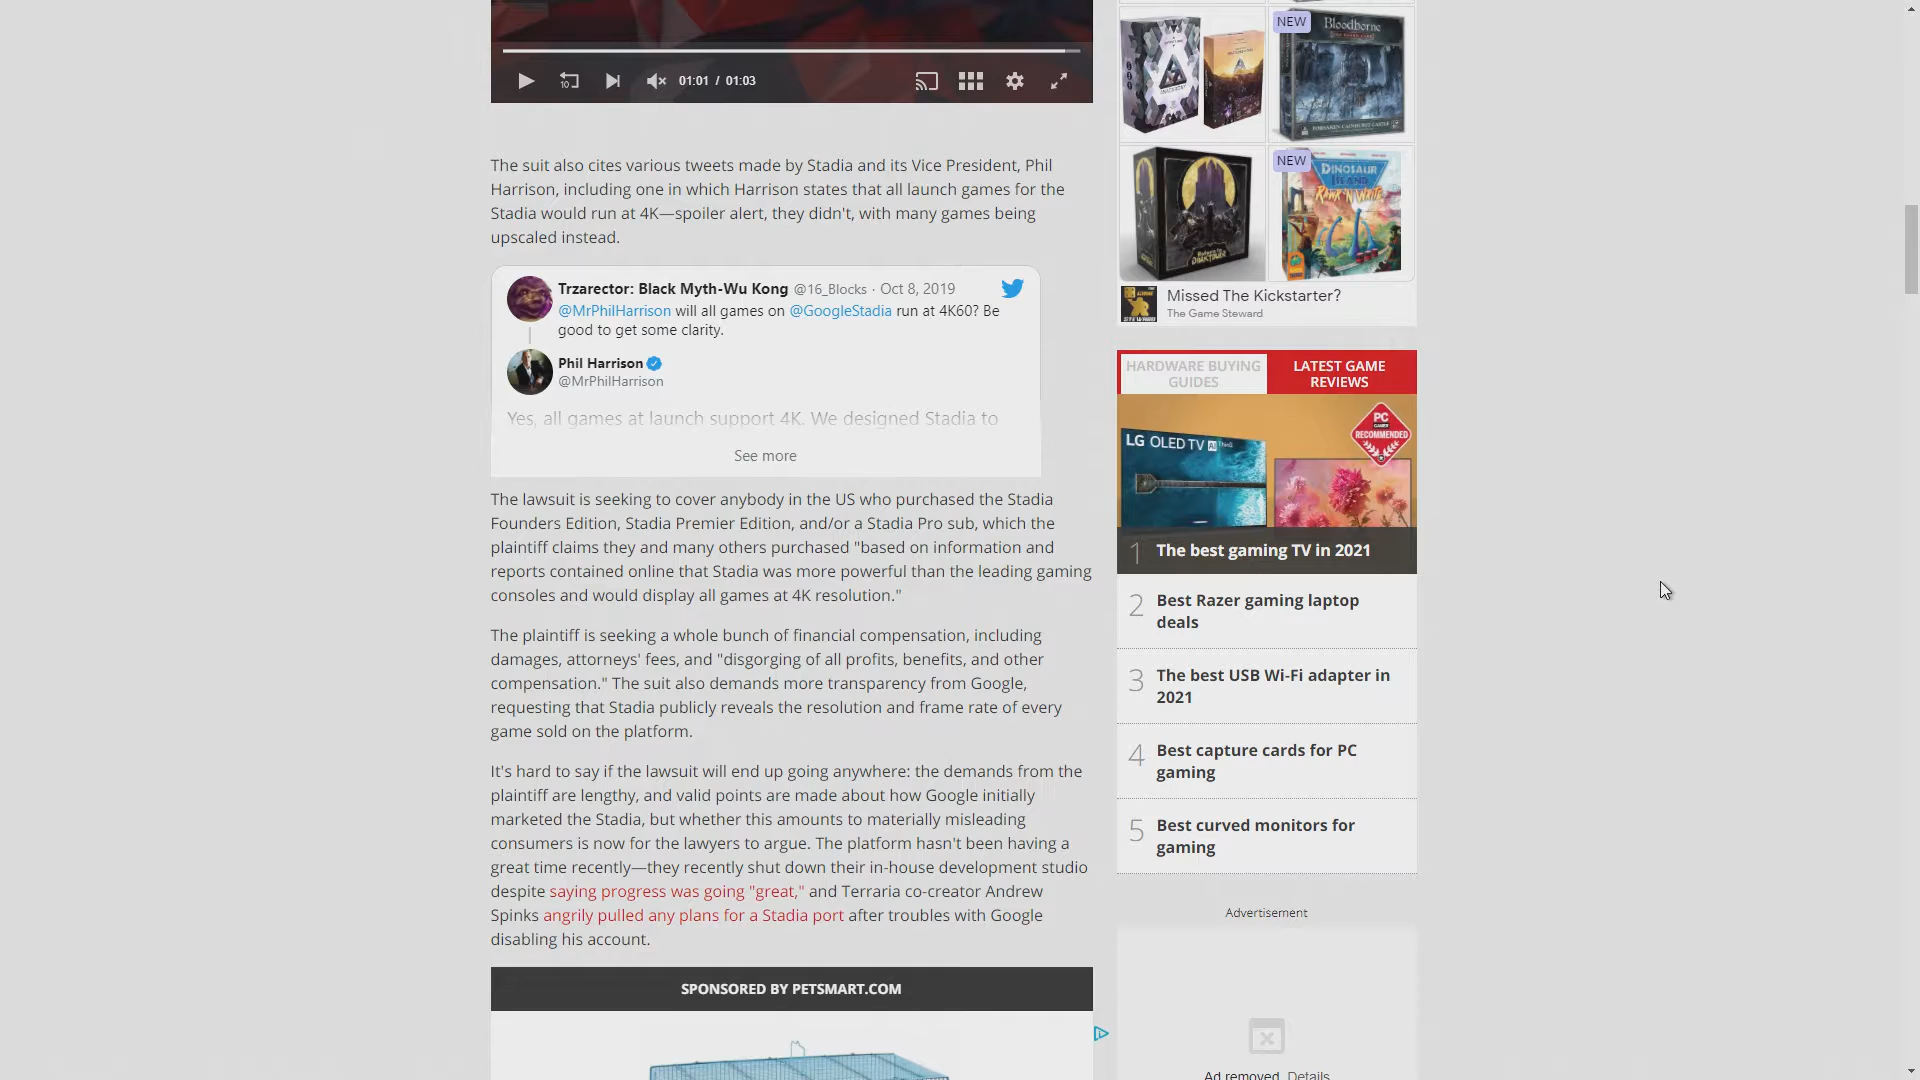 01:01 / 01:03
The suit also cites various tweets made by Stadia and its Vice President, Phil
Harrison, including one in which Harrison states that all launch games for the
Stadia would run at 4K—spoiler alert, they didn't, with many games being
upscaled instead.
Trzarector: Black Myth-Wu Kong @16_Blocks · Oct 8, 2019
@MrPhilHarrison will all games on @GoogleStadia run at 4K60? Be
good to get some clarity.
Phil Harrison
@MrPhilHarrison
Yes, all games at launch support 4K. We designed Stadia to
See more
The lawsuit is seeking to cover anybody in the US who purchased the Stadia
Founders Edition, Stadia Premier Edition, and/or a Stadia Pro sub, which the
plaintiff claims they and many others purchased "based on information and
reports contained online that Stadia was more powerful than the leading gaming
consoles and would display all games at 4K resolution."
The plaintiff is seeking a whole bunch of financial compensation, including
damages, attorneys' fees, and "disgorging of all profits, benefits, and other
compensation." The suit also demands more transparency from Google,
requesting that Stadia publicly reveals the resolution and frame rate of every
game sold on the platform.
It's hard to say if the lawsuit will end up going anywhere: the demands from the
plaintiff are lengthy, and valid points are made about how Google initially
marketed the Stadia, but whether this amounts to materially misleading
consumers is now for the lawyers to argue. The platform hasn't been having a
great time recently—they recently shut down their in-house development studio
despite saying progress was going "great," and Terraria co-creator Andrew
Spinks angrily pulled any plans for a Stadia port after troubles with Google
disabling his account.
SPONSORED BY PETSMART.COM
NEW
Bloodborne
FORSAKEN CAINHURST CASTLE
NEW
DINOSAUR
ISLAND
RAWR 'N WRITE
Missed The Kickstarter?
The Game Steward
HARDWARE BUYING
GUIDES
LATEST GAME
REVIEWS
LG OLED TV AI ThinQ
PC
GAMER
RECOMMENDED
1 The best gaming TV in 2021
2 Best Razer gaming laptop
deals
3 The best USB Wi-Fi adapter in
2021
4 Best capture cards for PC
gaming
5 Best curved monitors for
gaming
Advertisement
Ad removed. Details